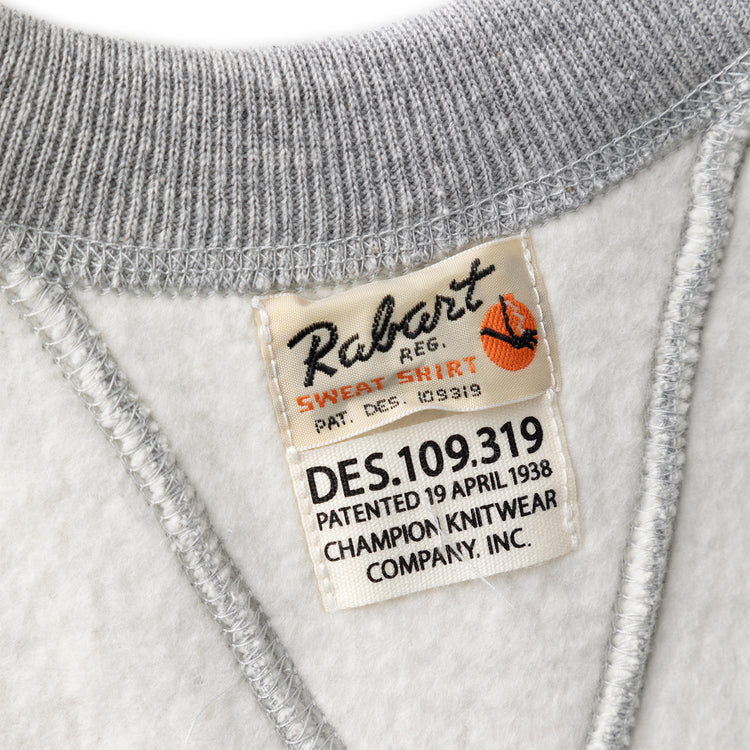 Rabart
REG.
SWEAT SHIRT
PAT. DES. 109319
DES.109.319
PATENTED 19 APRIL 1938
CHAMPION KNITWEAR
COMPANY. INC.